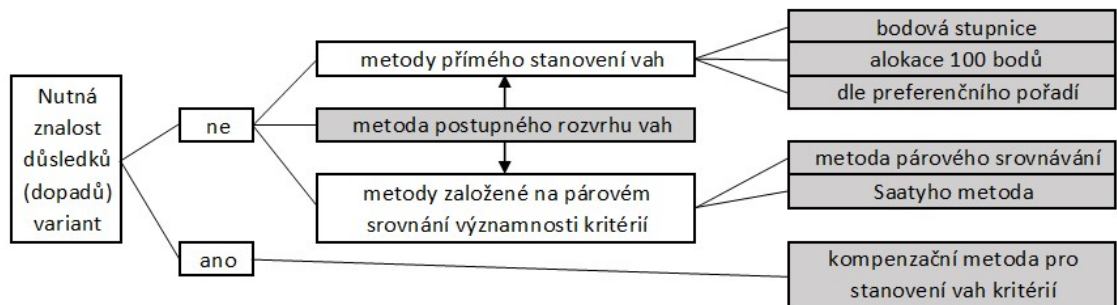 Nutná
znalost
důsledků
(dopadů)
variant
ne
ano
metody přímého stanovení vah
metoda postupného rozvrhu vah
metody založené na párovém
srovnání významnosti kritérií
bodová stupnice
alokace 100 bodů
dle preferenčního pořadí
metoda párového srovnávání
Saatyho metoda
kompenzační metoda pro
stanovení vah kritérií